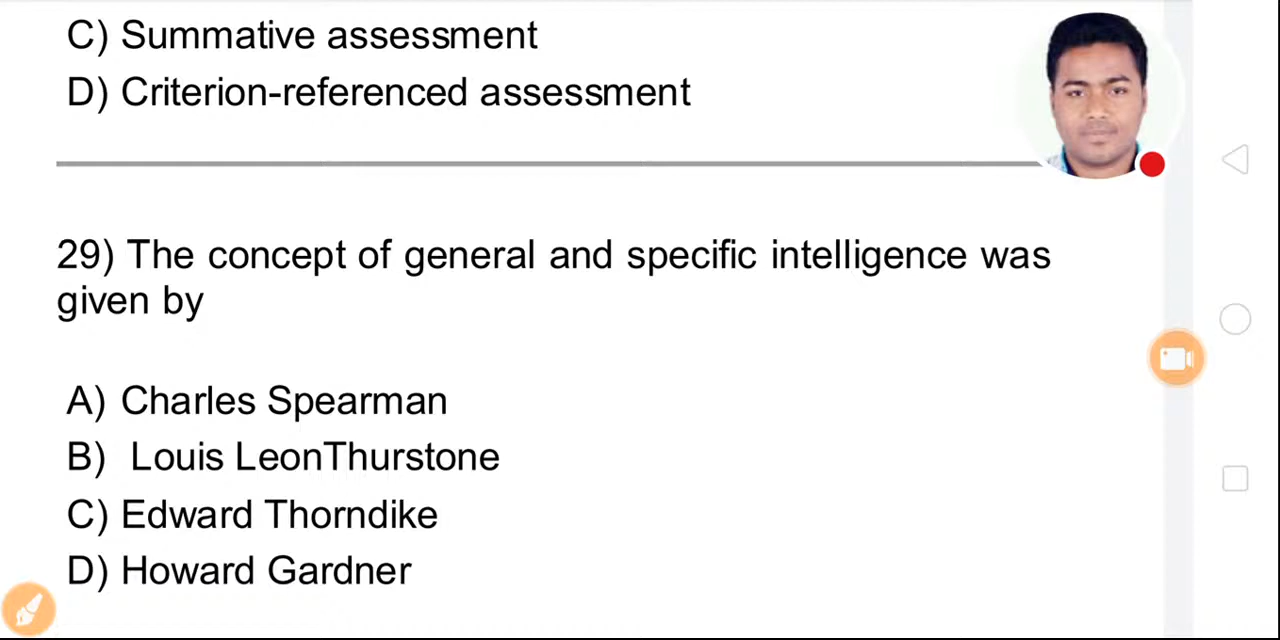 C) Summative assessment
D) Criterion-referenced assessment
29) The concept of general and specific intelligence was
given by
A) Charles Spearman
B) Louis LeonThurstone
C) Edward Thorndike
D) Howard Gardner